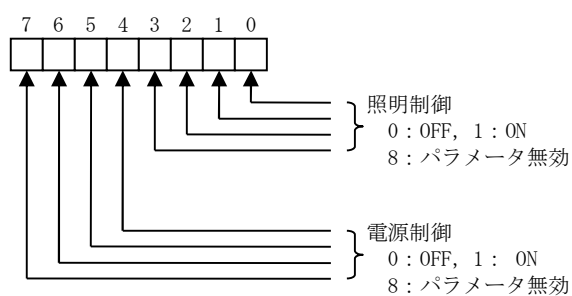 7 6 5 4 3 2 1 0
照明制御
0：OFF, 1：ON
8：パラメータ無効
電源制御
0：OFF, 1： ON
8：パラメータ無効